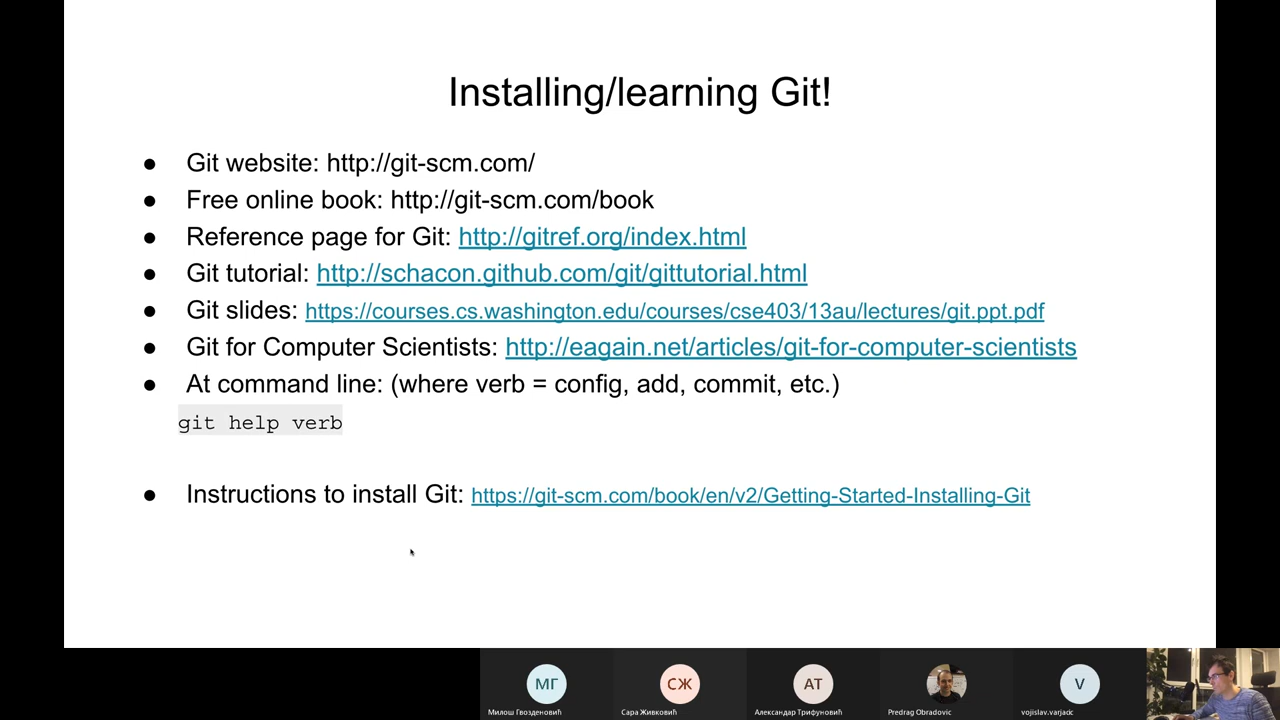 Installing/learning Git!
● Git website: http://git-scm.com/
● Free online book: http://git-scm.com/book
● Reference page for Git: http://gitref.org/index.html
● Git tutorial: http://schacon.github.com/git/gittutorial.html
● Git slides: https://courses.cs.washington.edu/courses/cse403/13au/lectures/git.ppt.pdf
● Git for Computer Scientists: http://eagain.net/articles/git-for-computer-scientists
● At command line: (where verb = config, add, commit, etc.)
git help verb
● Instructions to install Git: https://git-scm.com/book/en/v2/Getting-Started-Installing-Git
МГ
СЖ
АТ
V
Милош Гвозденовић
Сара Живковић
Александар Трифуновић
Predrag Obradovic
vojislav.varjacic